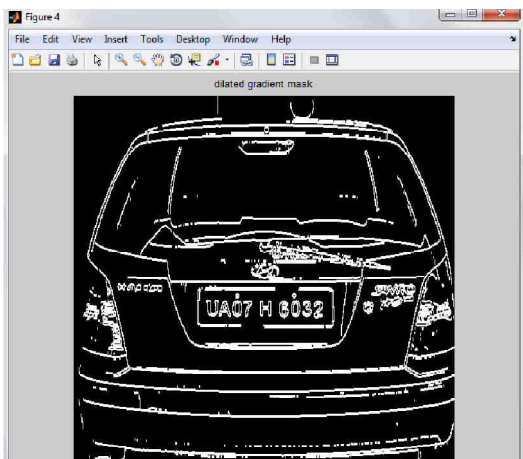 Figure 4
File Edit View Insert Tools Desktop Window Help
dilated gradient mask
UA07 H 6032